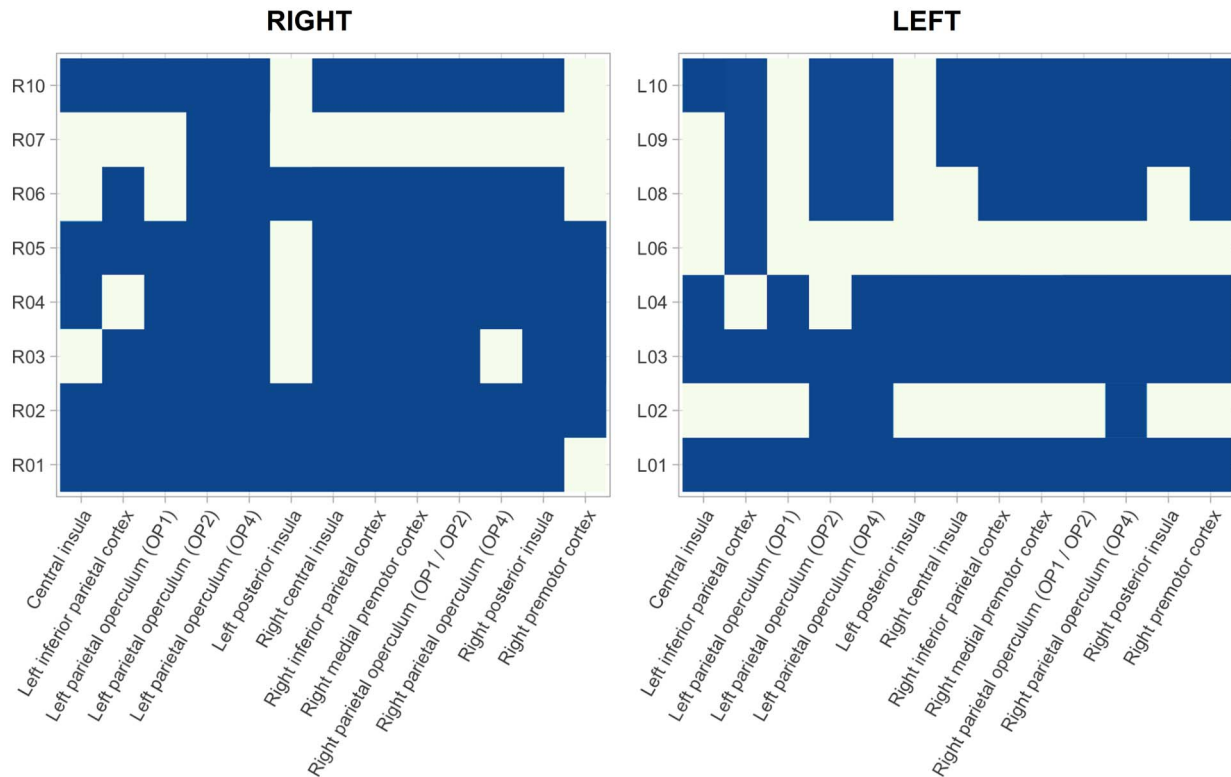 RIGHT
R10
R07
R06
R05
R04
R03
R02
R01
Central insula
Left inferior parietal cortex
Left parietal operculum (OP1)
Left parietal operculum (OP2)
Left parietal operculum (OP4)
Left posterior insula
Right central insula
Right inferior parietal cortex
Right medial premotor cortex
Right parietal operculum (OP1 / OP2)
Right parietal operculum (OP4)
Right posterior insula
Right premotor cortex
LEFT
L10
L09
L08
L06
L04
L03
L02
L01
Central insula
Left inferior parietal cortex
Left parietal operculum (OP1)
Left parietal operculum (OP2)
Left parietal operculum (OP4)
Left posterior insula
Right central insula
Right inferior parietal cortex
Right medial premotor cortex
Right parietal operculum (OP1 / OP2)
Right parietal operculum (OP4)
Right posterior insula
Right premotor cortex